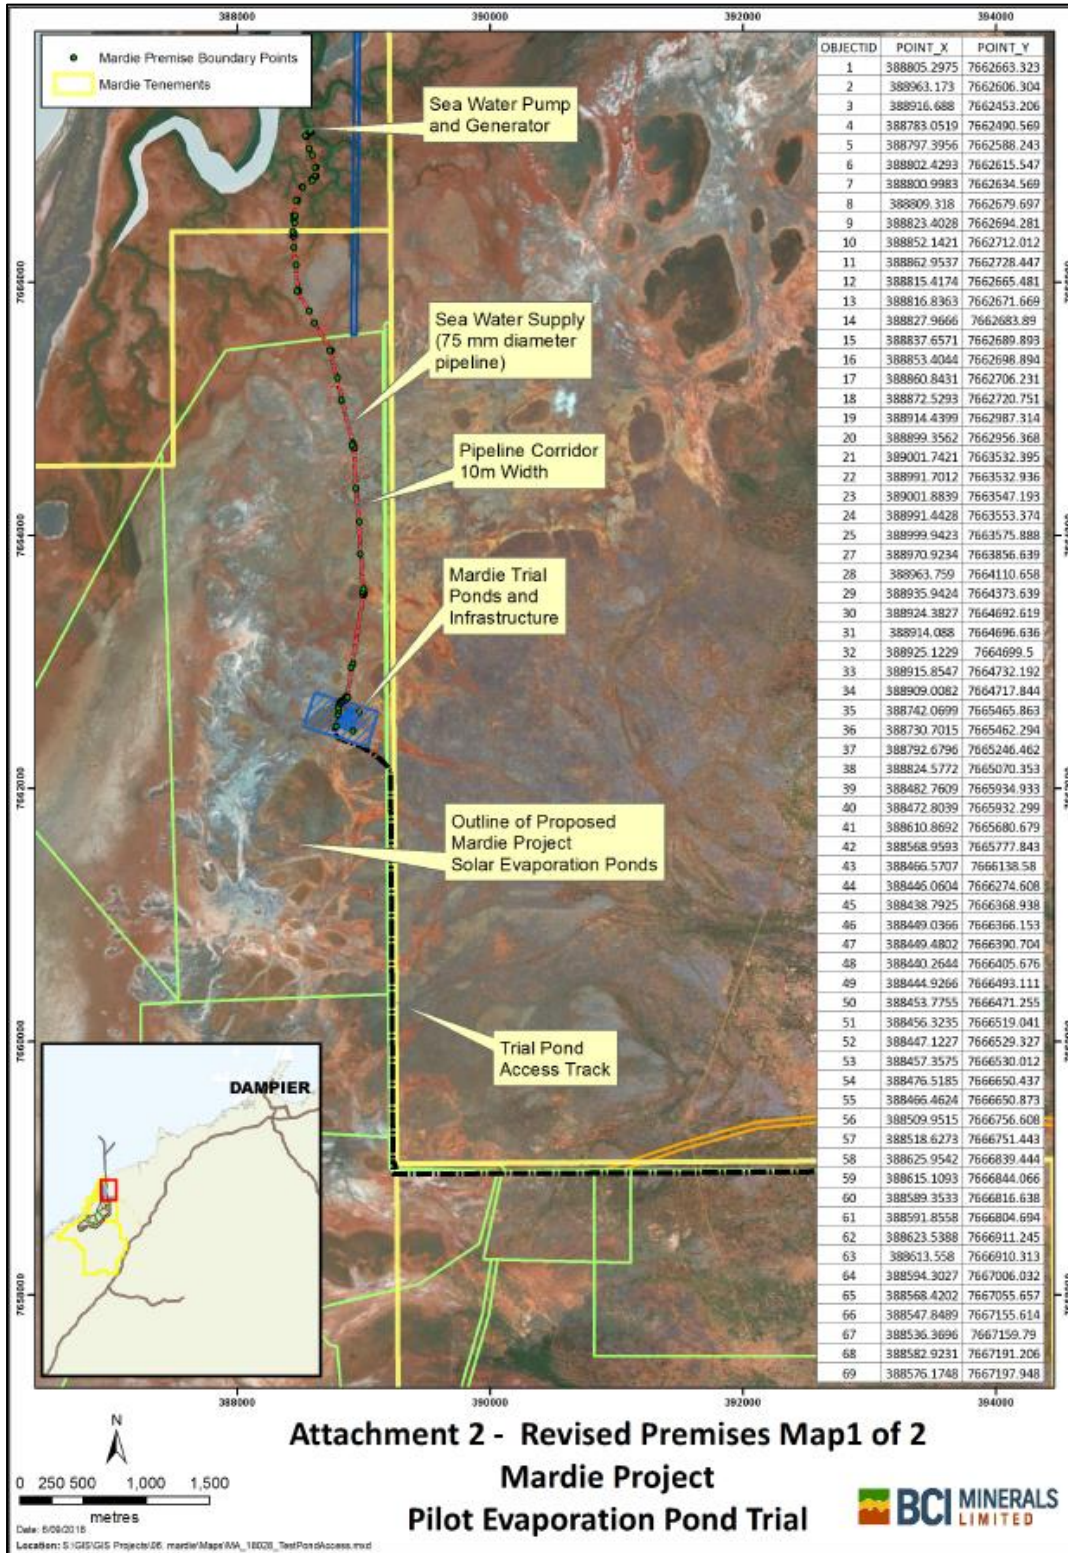 388000 390000 392000 394000
Mardie Premise Boundary Points
Mardie Tenements
Sea Water Pump
and Generator
Sea Water Supply
(75 mm diameter
pipeline)
Pipeline Corridor
10m Width
Mardie Trial
Ponds and
Infrastructure
Outline of Proposed
Mardie Project
Solar Evaporation Ponds
Trial Pond
Access Track
7666000
7664000
7662000
7660000
7658000
OBJECTID POINT_X POINT_Y
1 388805.2975 7662663.323
2 388963.173 7662606.304
3 388916.688 7662453.206
4 388783.0519 7662490.569
5 388797.3956 7662588.243
6 388802.4293 7662615.547
7 388800.9983 7662634.569
8 388809.318 7662679.697
9 388823.4028 7662694.281
10 388852.1421 7662712.012
11 388862.9537 7662728.447
12 388815.4174 7662665.481
13 388816.8363 7662671.669
14 388827.9666 7662683.89
15 388837.6571 7662689.893
16 388853.4044 7662698.894
17 388860.8431 7662706.231
18 388872.5293 7662720.751
19 388914.4399 7662987.314
20 388899.3562 7662956.368
21 389001.7421 7663532.395
22 388991.7012 7663532.936
23 389001.8839 7663547.193
24 388991.4428 7663553.374
25 388999.9423 7663575.888
27 388970.9234 7663856.639
28 388963.759 7664110.658
29 388935.9424 7664373.639
30 388924.3827 7664692.619
31 388914.088 7664696.636
32 388925.1229 7664699.5
33 388915.8547 7664732.192
34 388909.0082 7664717.844
35 388742.0699 7665465.863
36 388730.7015 7665462.294
37 388792.6796 7665246.462
38 388824.5772 7665070.353
39 388482.7609 7665934.933
40 388472.8039 7665932.299
41 388610.8692 7665680.679
42 388568.9593 7665777.843
43 388466.5707 7666138.58
44 388446.0604 7666274.608
45 388438.7925 7666368.938
46 388449.0366 7666366.153
47 388449.4802 7666390.704
48 388440.2644 7666405.676
49 388444.9266 7666493.111
50 388453.7755 7666471.255
51 388456.3235 7666519.041
52 388447.1227 7666529.327
53 388457.3575 7666530.012
54 388476.5185 7666650.437
55 388466.4624 7666650.873
56 388509.9515 7666756.608
57 388518.6273 7666751.443
58 388625.9542 7666839.444
59 388615.1093 7666844.066
60 388589.3533 7666816.638
61 388591.8558 7666804.694
62 388623.5388 7666911.245
63 388613.558 7666910.313
64 388594.3027 7667006.032
65 388568.4202 7667055.657
66 388547.8489 7667155.614
67 388536.3696 7667159.79
68 388582.9231 7667191.206
69 388576.1748 7667197.948
DAMPIER
388000 390000 392000 394000
N
0 250 500 1,000 1,500
metres
Attachment 2 - Revised Premises Map1 of 2
Mardie Project
Pilot Evaporation Pond Trial
BCI MINERALS
LIMITED
Date: 6/09/2018
Location: S:\GIS\GIS Projects\06. mardie\Maps\MA_18028_TestPondAccess.mxd